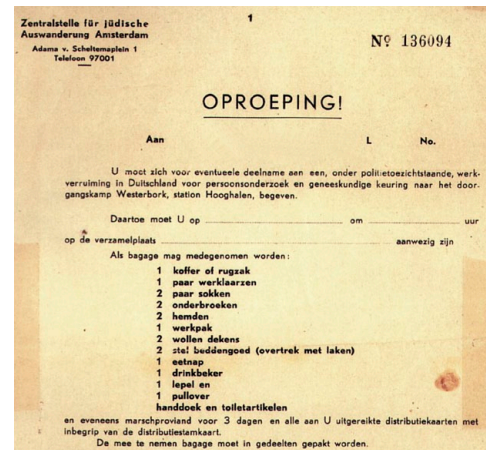 1
Zentralstelle für jüdische
Auswanderung Amsterdam
Adama v. Scheltemaplein 1
Telefoon 97001
Nº 136094
OPROEPING!
Aan L No.
U moet zich voor eventueele deelname aan een, onder politietoezichtstaande, werk-
verruiming in Duitschland voor persoonsonderzoek en geneeskundige keuring naar het door-
gangskamp Westerbork, station Hooghalen, begeven.
Daartoe moet U op om uur
op de verzamelplaats aanwezig zijn
Als bagage mag medegenomen worden:
1 koffer of rugzak
1 paar werklaarzen
2 paar sokken
2 onderbroeken
2 hemden
1 werkpak
2 wollen dekens
2 stel beddengoed (overtrek met laken)
1 eetnap
1 drinkbeker
1 lepel en
1 pullover
handdoek en toiletartikelen
en eveneens marschproviand voor 3 dagen en alle aan U uitgereikte distributiekaarten met
inbegrip van de distributiestamkaart.
De mee te nemen bagage moet in gedeelten gepakt worden.